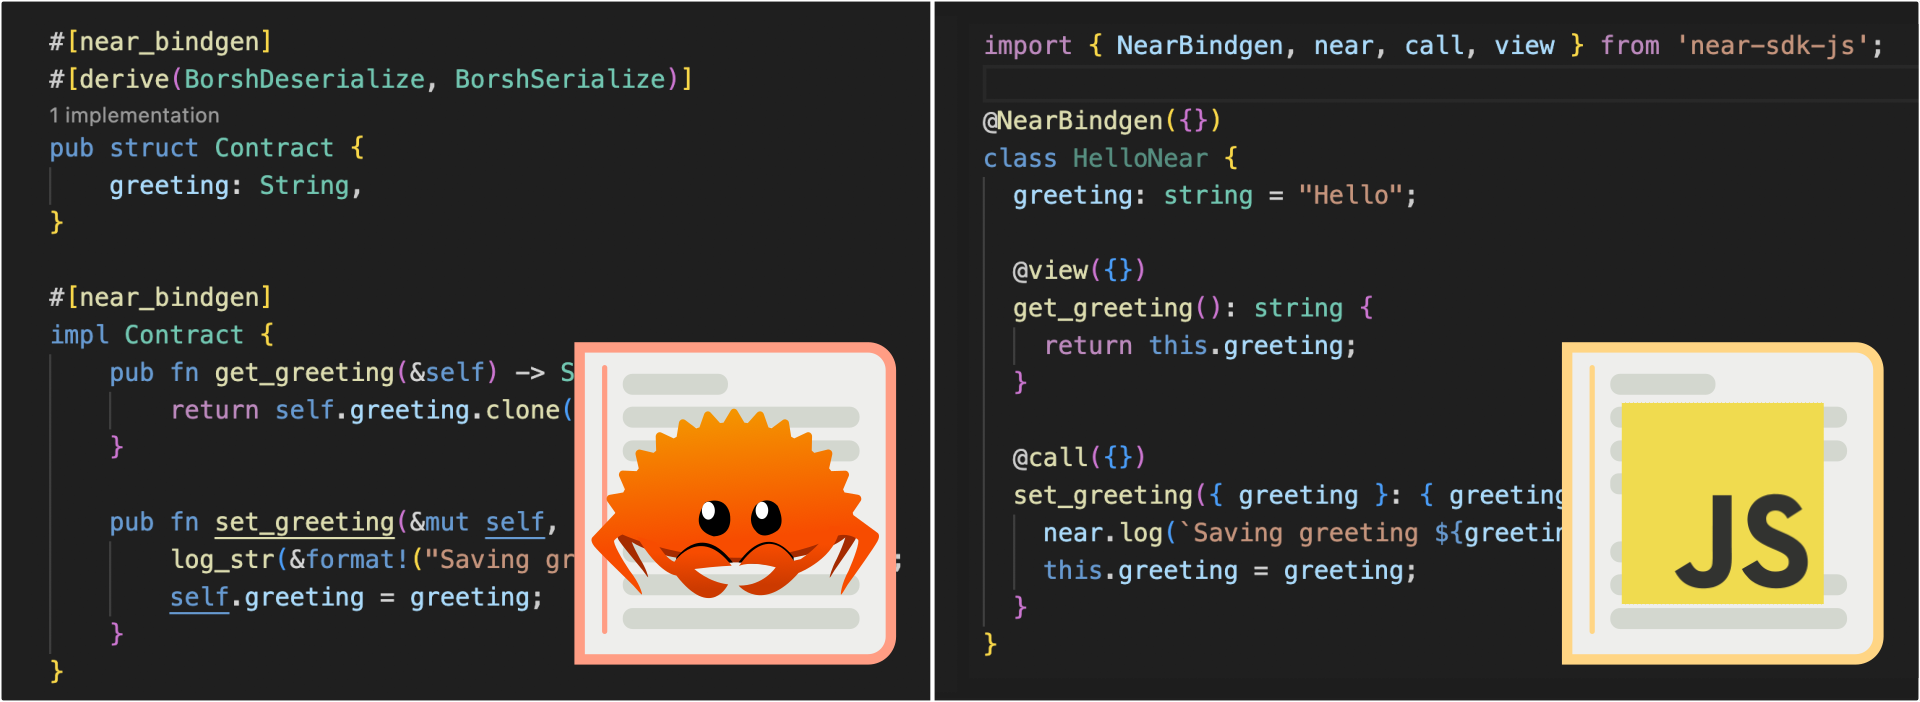 #[near_bindgen]
#[derive(BorshDeserialize, BorshSerialize)]
1 implementation
pub struct Contract {
    greeting: String,
}
#[near_bindgen]
impl Contract {
    pub fn get_greeting(&self) -> S
        return self.greeting.clone(
    }
    pub fn set_greeting(&mut self,
        log_str(&format!("Saving gr ;
        self.greeting = greeting;
    }
}
import { NearBindgen, near, call, view } from 'near-sdk-js';
@NearBindgen({})
class HelloNear {
  greeting: string = "Hello";
  @view({})
  get_greeting(): string {
    return this.greeting;
  }
  @call({})
  set_greeting({ greeting }: { greeting
    near.log(`Saving greeting ${greetin
    this.greeting = greeting;
  }
}
JS